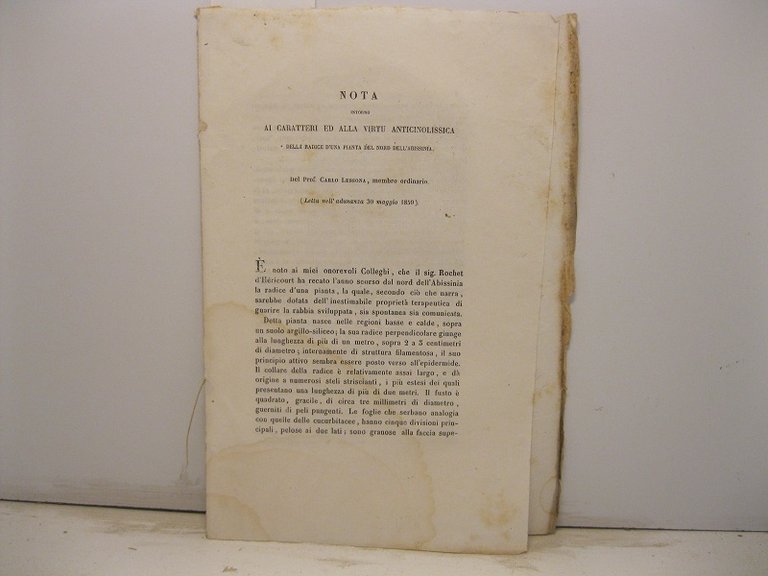 NOTA
INTORNO
AI CARATTERI ED ALLA VIRTU ANTICINOLISSICA
DELLA RADICE D'UNA PIANTA DEL NORD DELL'ABISSINIA,
Del Prof. Carlo Lessona, membro ordinario.
(Letta nell'adunanza 30 maggio 1850)
È noto ai miei onorevoli Colleghi, che il sig. Rochet
d'Héricourt ha recato l'anno scorso dal nord dell'Abissinia
la radice d'una pianta, la quale, secondo ciò che narra,
sarebbe dotata dell'inestimabile proprietà terapeutica di
guarire la rabbia sviluppata, sia spontanea sia comunicata.
Detta pianta nasce nelle regioni basse e calde, sopra
un suolo argillo-siliceo; la sua radice perpendicolare giunge
alla lunghezza di più di un metro, sopra 2 a 3 centimetri
di diametro; internamente di struttura filamentosa, il suo
principio attivo sembra essere posto verso all'epidermide.
Il collare della radice è relativamente assai largo, e dà
origine a numerosi steli striscianti, i più estesi dei quali
presentano una lunghezza di più di due metri. Il fusto è
quadrato, gracile, di circa tre millimetri di diametro,
guerniti di peli pungenti. Le foglie che serbano analogia
con quelle delle cucurbitacee, hanno cinque divisioni prin-
cipali, pelose ai due lati; sono granose alla faccia supe-